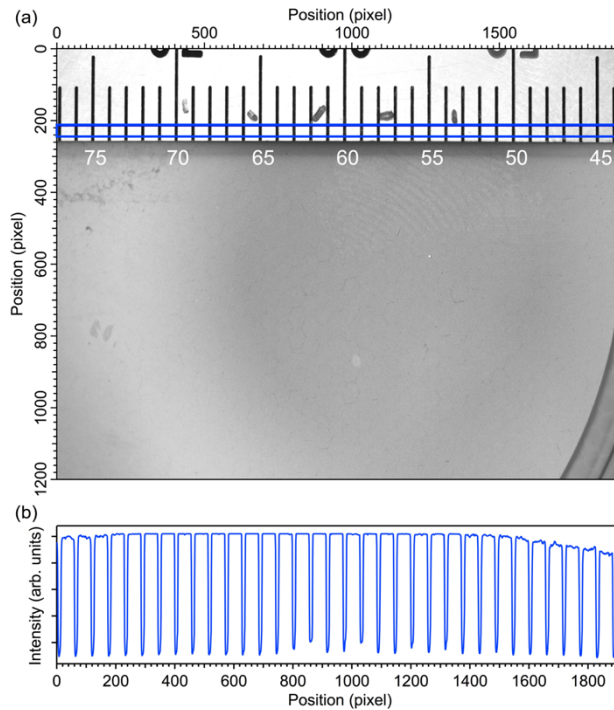 Position (pixel)
(a)
0 500 1000 1500
0
200
400
600
800
1000
1200
Position (pixel)
75 70 65 60 55 50 45
(b)
Intensity (arb. units)
0 200 400 600 800 1000 1200 1400 1600 1800
Position (pixel)